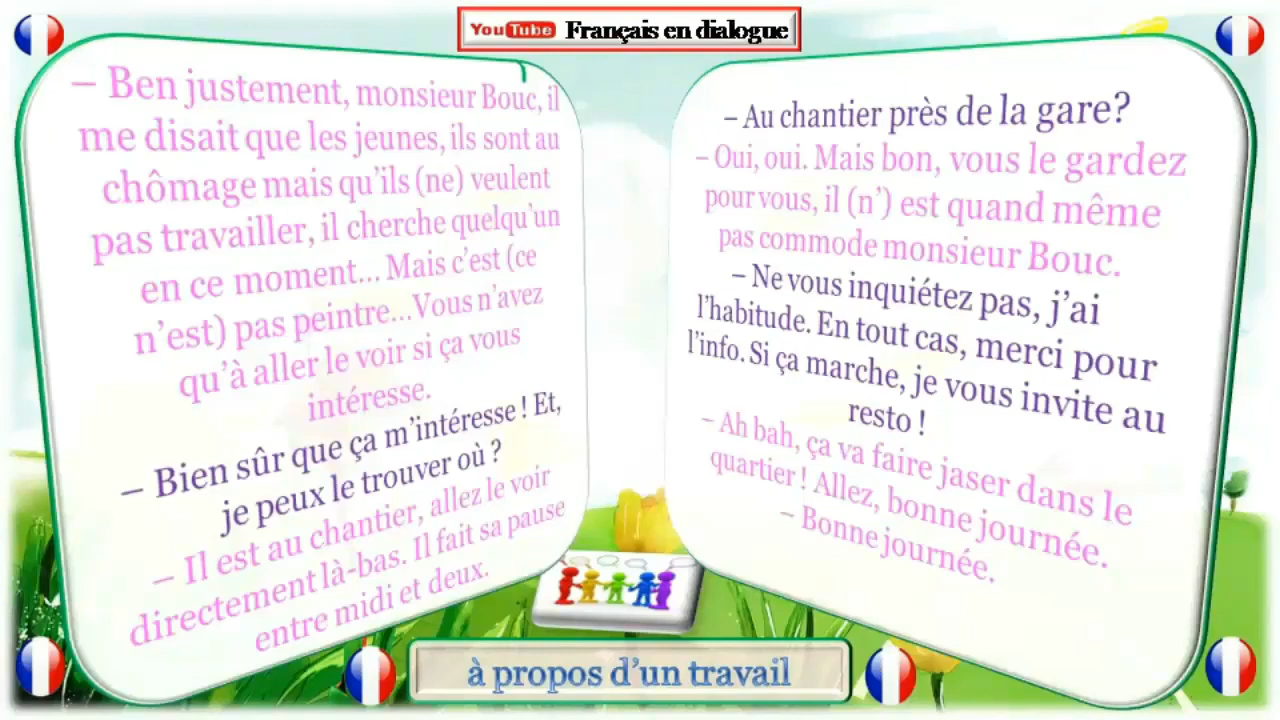 YouTube Français en dialogue
– Ben justement, monsieur Bouc, il
me disait que les jeunes, ils sont au
chômage mais qu’ils (ne) veulent
pas travailler, il cherche quelqu’un
en ce moment... Mais c’est (ce
n’est) pas peintre...Vous n’avez
qu’à aller le voir si ça vous
intéresse.
– Bien sûr que ça m’intéresse ! Et,
je peux le trouver où ?
– Il est au chantier, allez le voir
directement là-bas. Il fait sa pause
entre midi et deux.
– Au chantier près de la gare?
– Oui, oui. Mais bon, vous le gardez
pour vous, il (n’) est quand même
pas commode monsieur Bouc.
– Ne vous inquiétez pas, j’ai
l’habitude. En tout cas, merci pour
l’info. Si ça marche, je vous invite au
resto !
– Ah bah, ça va faire jaser dans le
quartier ! Allez, bonne journée.
– Bonne journée.
à propos d’un travail